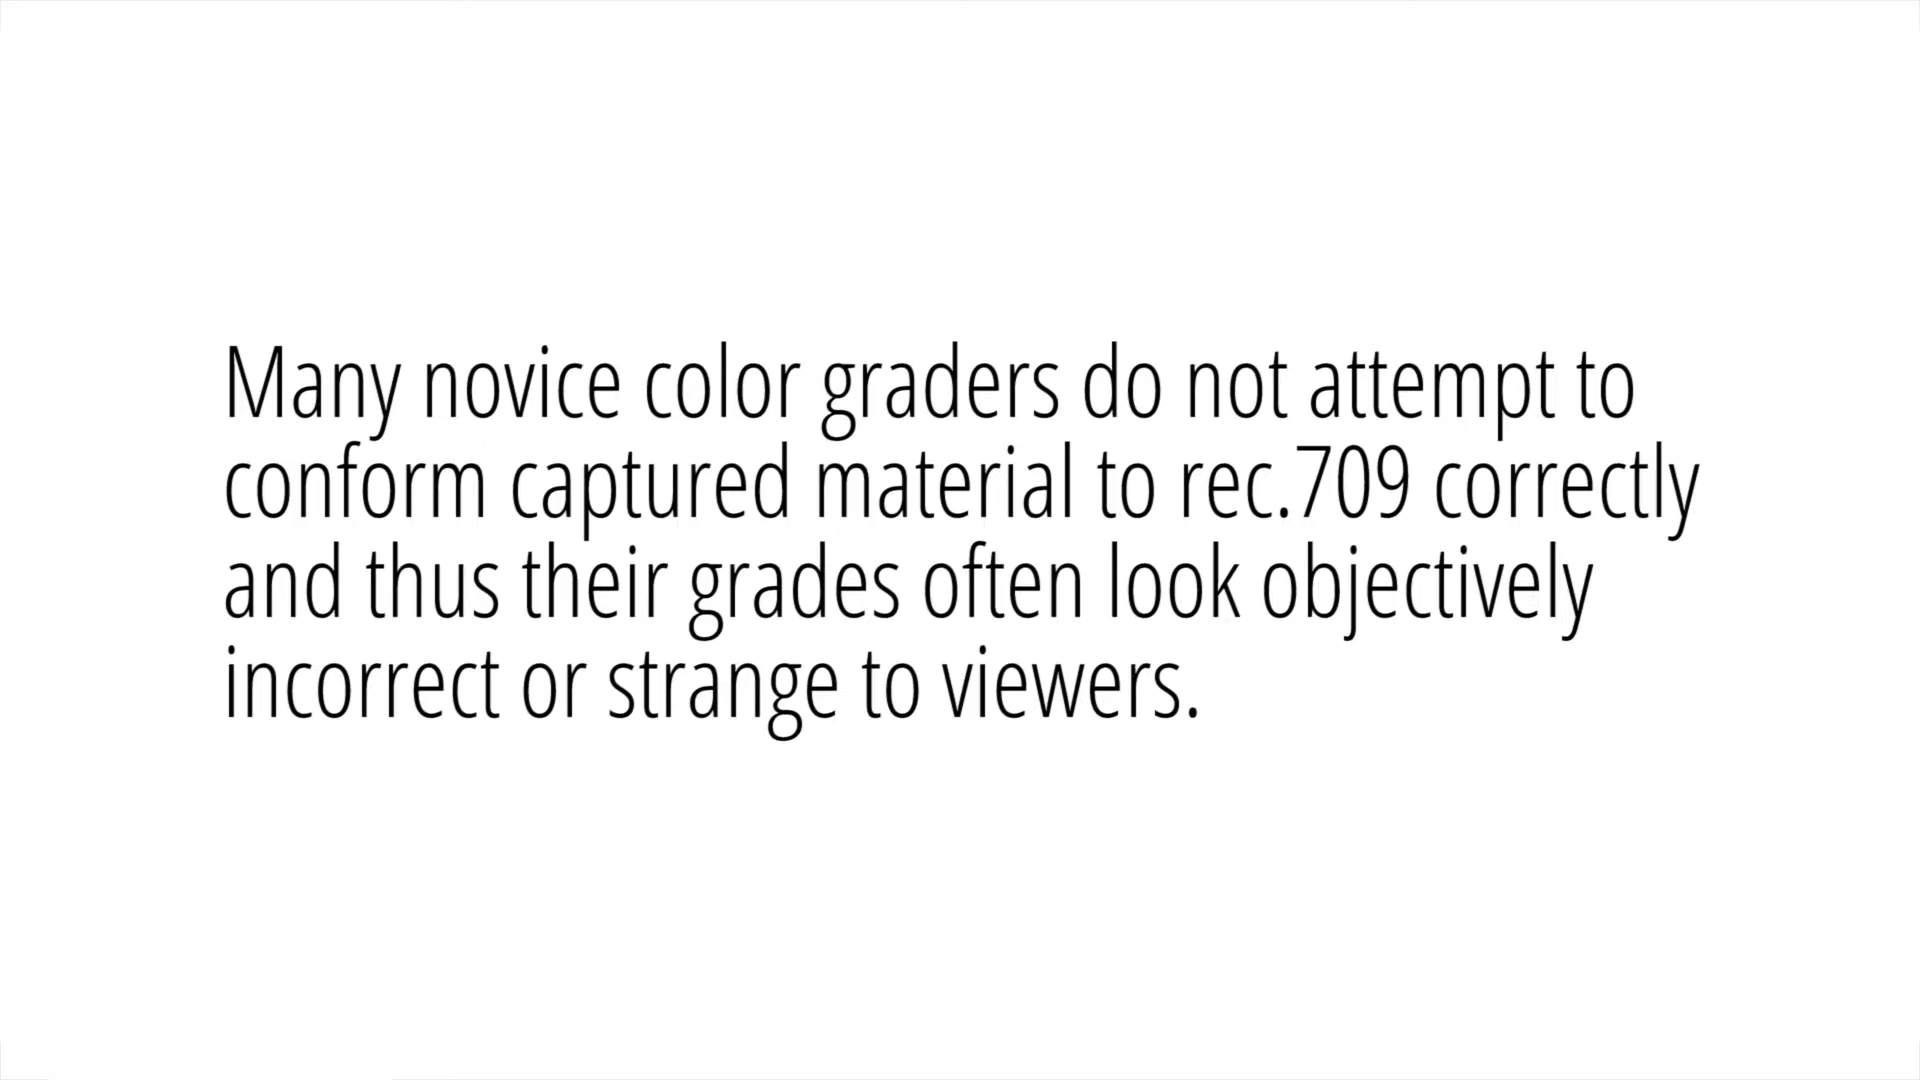 Many novice color graders do not attempt to
conform captured material to rec.709 correctly
and thus their grades often look objectively
incorrect or strange to viewers.